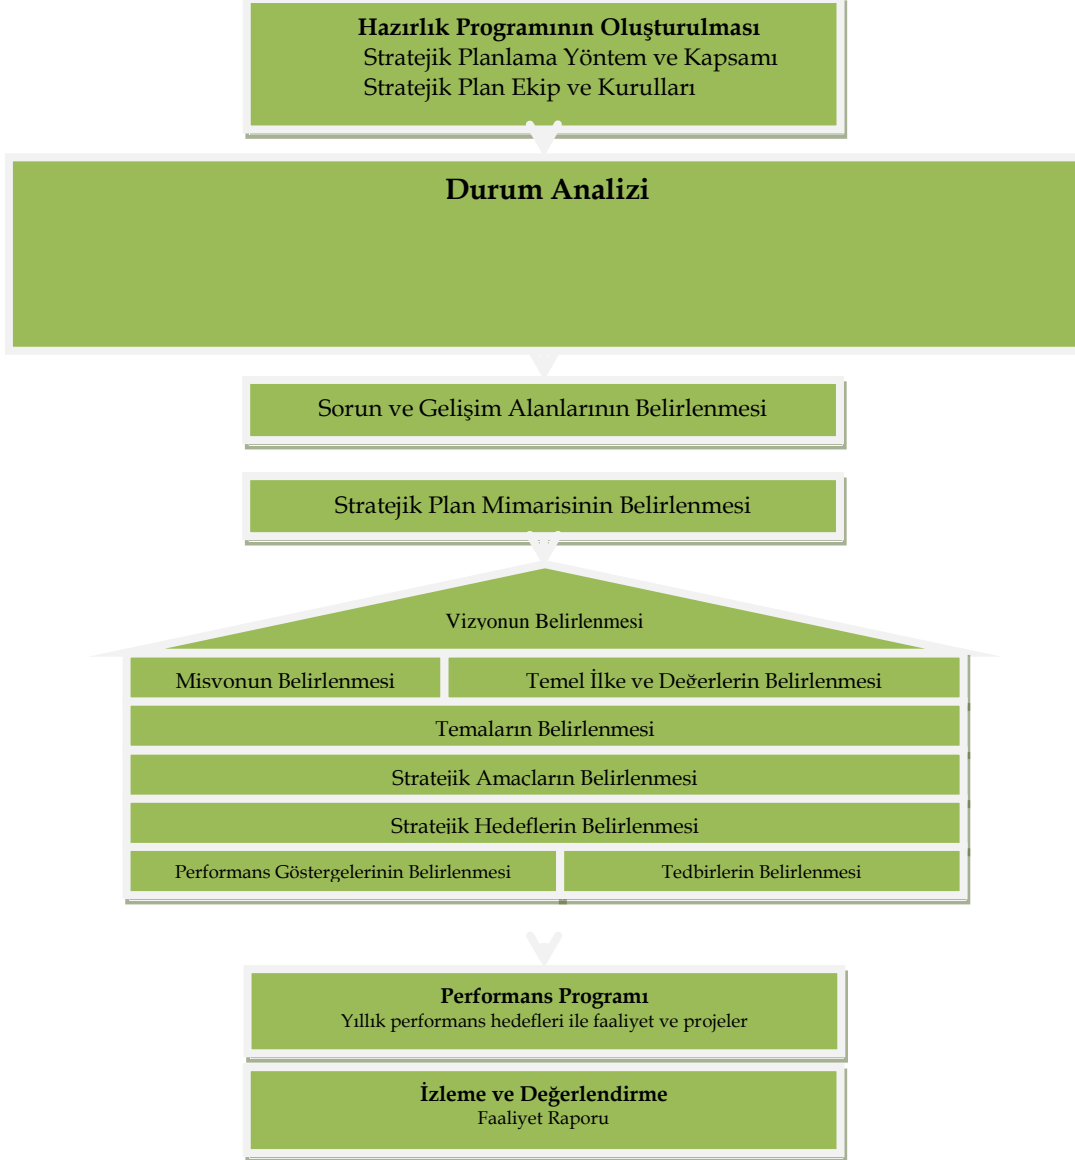 Hazırlık Programının Oluşturulması
Stratejik Planlama Yöntem ve Kapsamı
Stratejik Plan Ekip ve Kurulları
Durum Analizi
Sorun ve Gelişim Alanlarının Belirlenmesi
Stratejik Plan Mimarisinin Belirlenmesi
Vizyonun Belirlenmesi
Misyonun Belirlenmesi
Temel İlke ve Değerlerin Belirlenmesi
Temaların Belirlenmesi
Stratejik Amaçların Belirlenmesi
Stratejik Hedeflerin Belirlenmesi
Performans Göstergelerinin Belirlenmesi
Tedbirlerin Belirlenmesi
Performans Programı
Yıllık performans hedefleri ile faaliyet ve projeler
İzleme ve Değerlendirme
Faaliyet Raporu